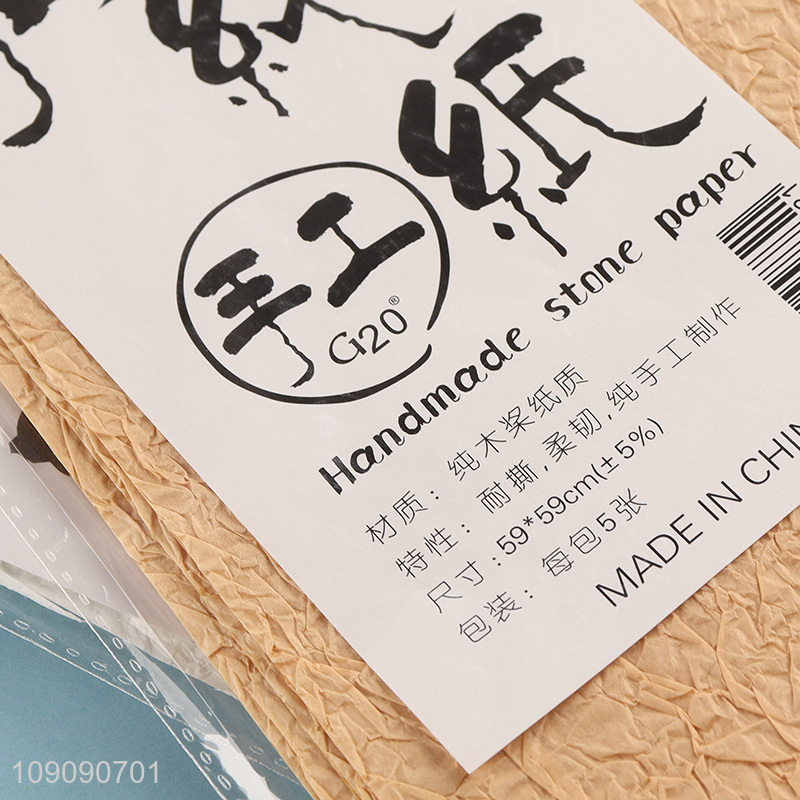 纸
手工
G20®
Handmade stone paper
材质：纯木桨纸质
特性：耐撕,柔韧,纯手工制作
尺寸：59*59cm(±5%)
包装：每包5张
MADE IN CHIN
109090701